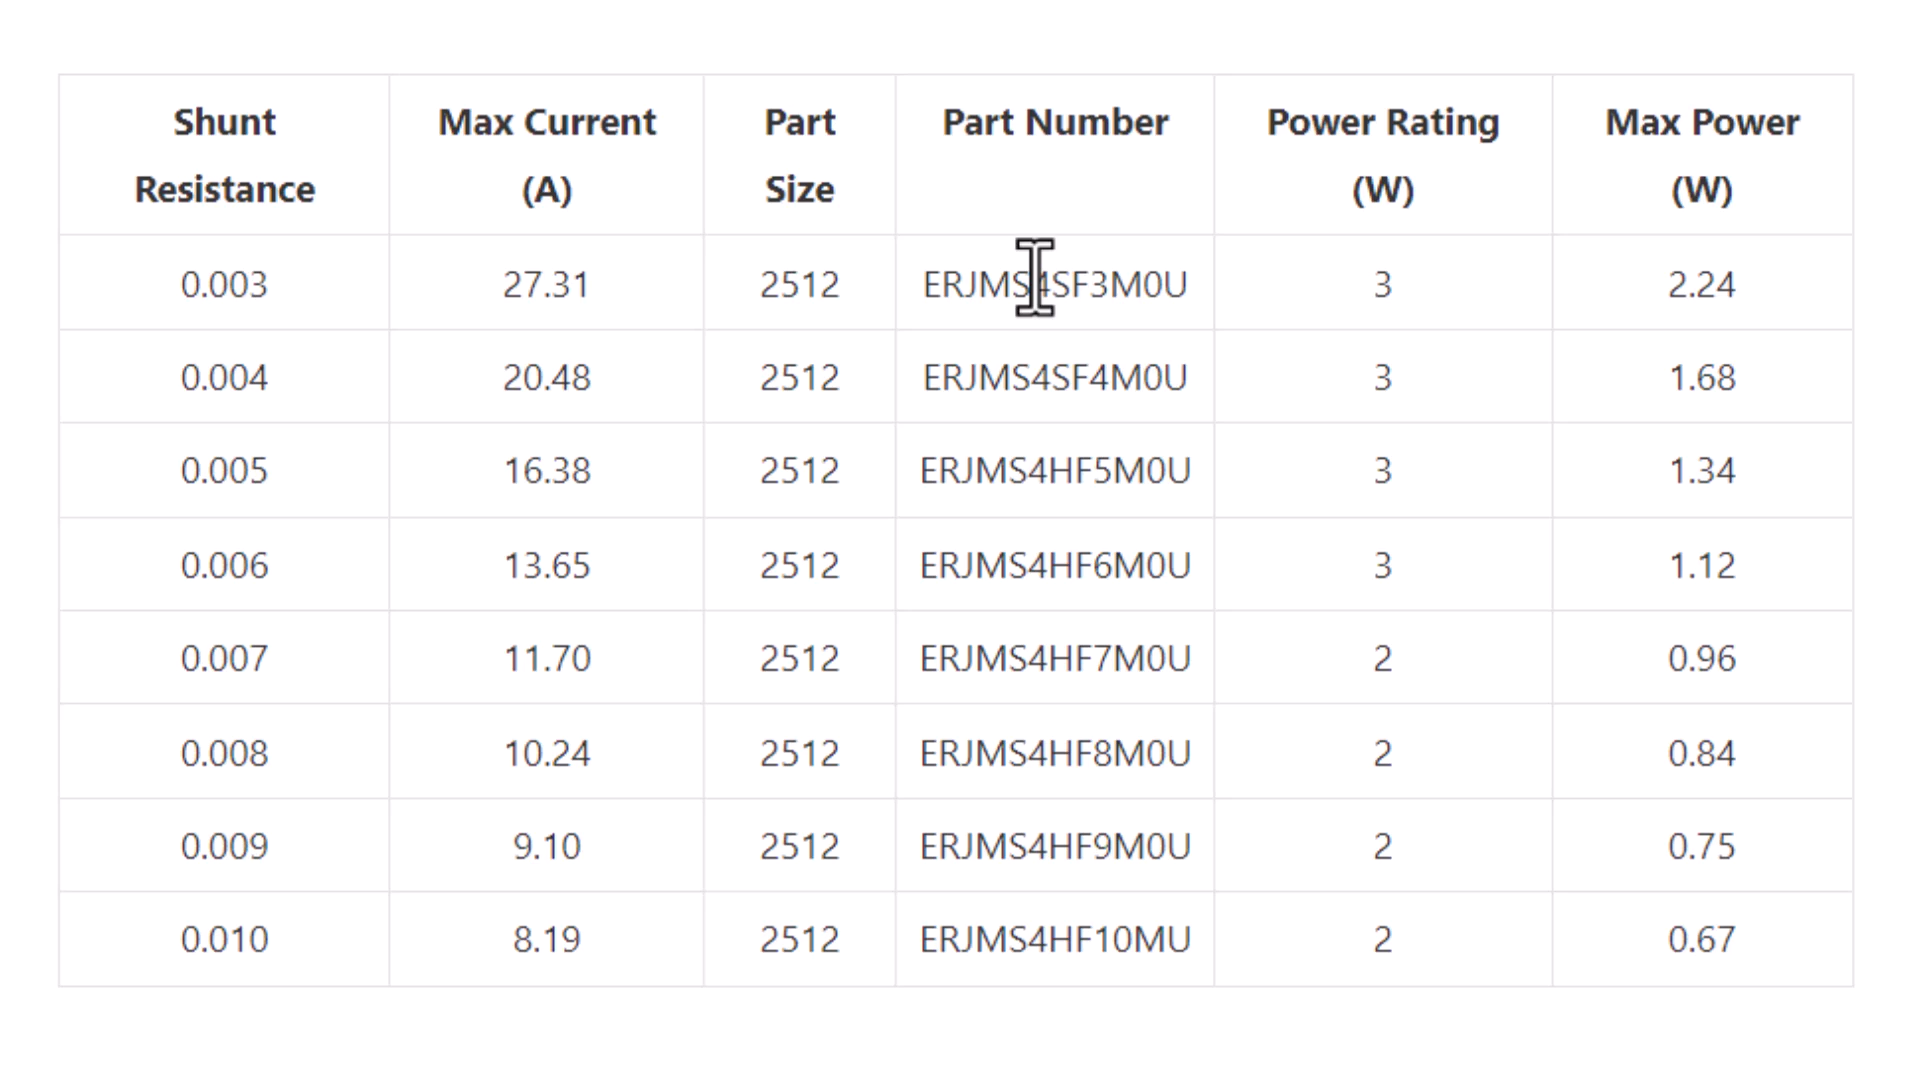 Shunt Resistance Max Current (A) Part Size Part Number Power Rating (W) Max Power (W)
0.003 27.31 2512 ERJMS4SF3M0U 3 2.24
0.004 20.48 2512 ERJMS4SF4M0U 3 1.68
0.005 16.38 2512 ERJMS4HF5M0U 3 1.34
0.006 13.65 2512 ERJMS4HF6M0U 3 1.12
0.007 11.70 2512 ERJMS4HF7M0U 2 0.96
0.008 10.24 2512 ERJMS4HF8M0U 2 0.84
0.009 9.10 2512 ERJMS4HF9M0U 2 0.75
0.010 8.19 2512 ERJMS4HF10MU 2 0.67